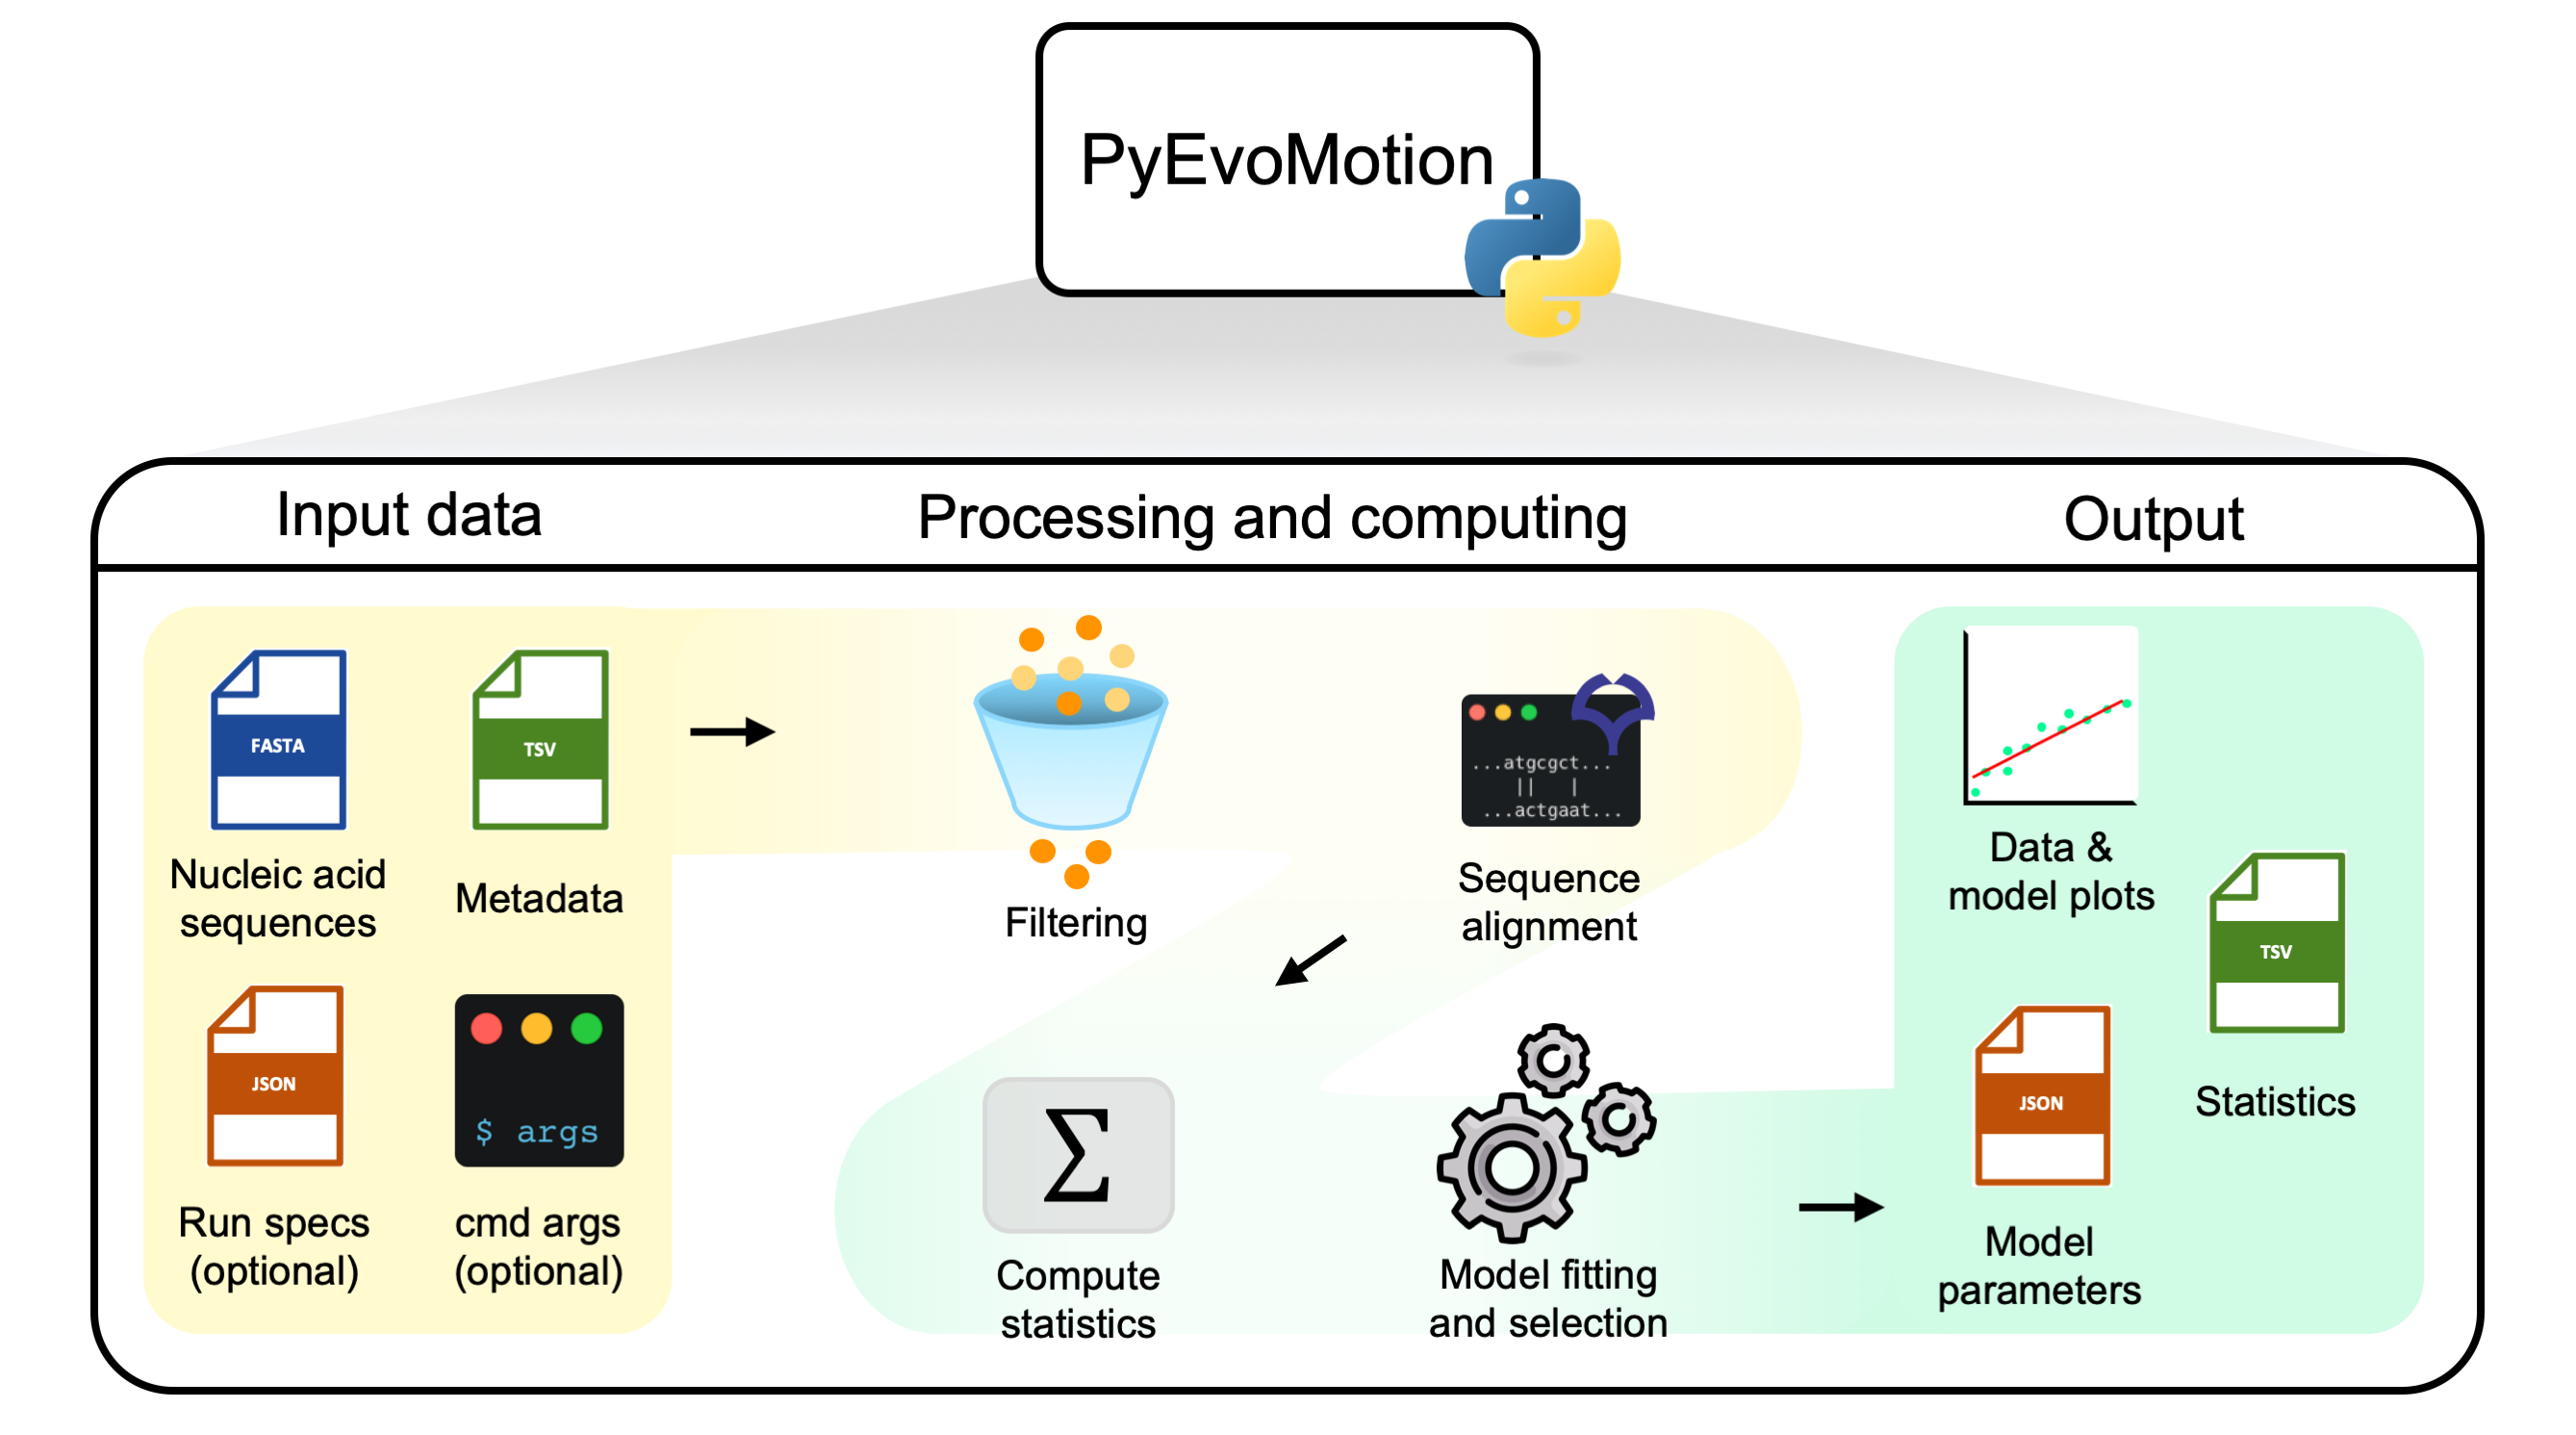 PyEvoMotion
Input data
Processing and computing
Output
FASTA
TSV
Nucleic acid
sequences
Metadata
JSON
$ args
Run specs
(optional)
cmd args
(optional)
Filtering
...atgcgct...
|| |
...actgaat...
Sequence
alignment
Σ
Compute
statistics
Model fitting
and selection
Data &
model plots
TSV
Statistics
JSON
Model
parameters